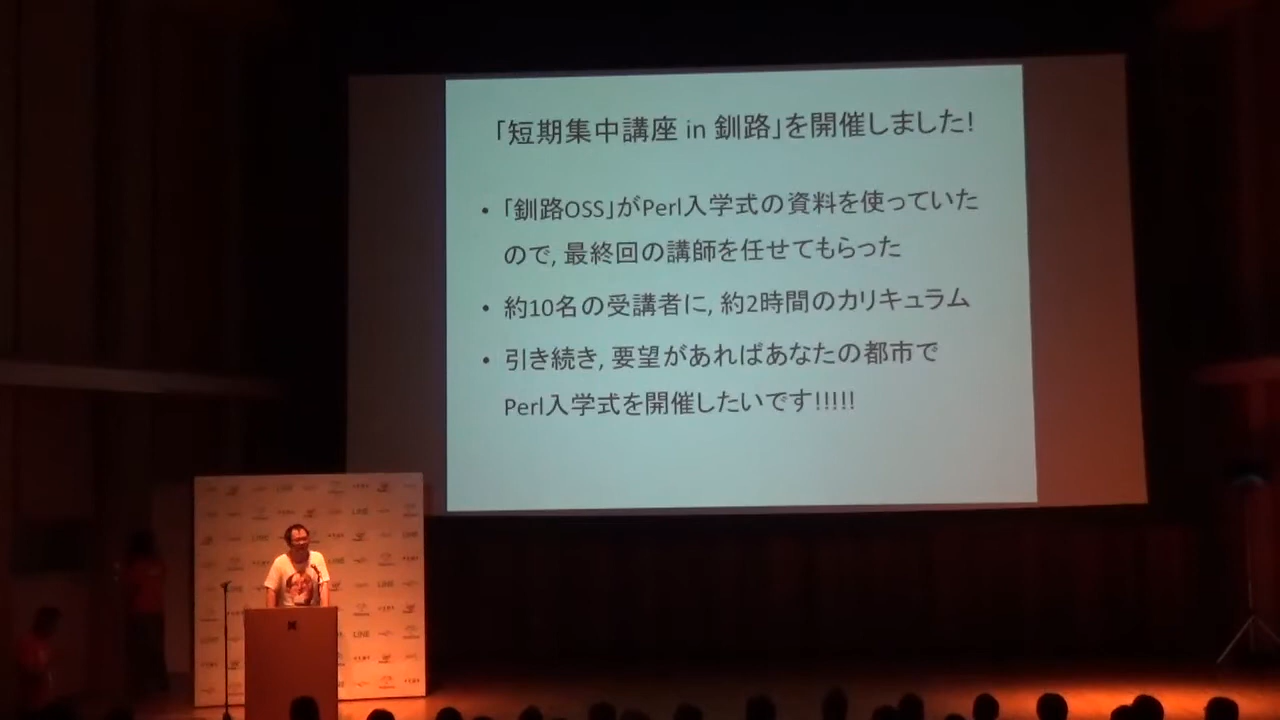 「短期集中講座 in 釧路」を開催しました!
• 「釧路OSS」がPerl入学式の資料を使っていた
ので, 最終回の講師を任せてもらった
• 約10名の受講者に, 約2時間のカリキュラム
• 引き続き, 要望があればあなたの都市で
Perl入学式を開催したいです!!!!!
LINE
LINE
LINE
LINE
LINE